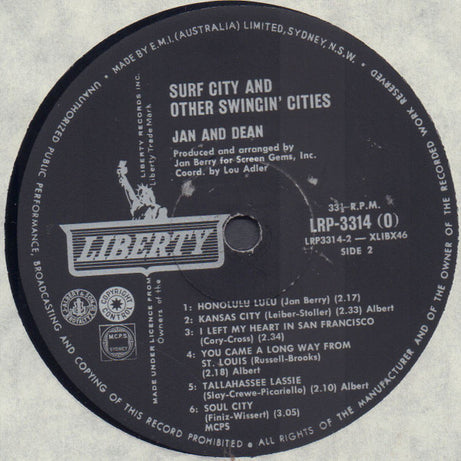 MADE BY E.M.I. (AUSTRALIA) LIMITED, SYDNEY, N.S.W.
UNAUTHORIZED PUBLIC PERFORMANCE, BROADCASTING AND COPYING OF THIS RECORD PROHIBITED • ALL RIGHTS OF THE MANUFACTURER AND OF THE OWNER OF THE RECORDED WORK RESERVED
LIBERTY RECORDS INC.
Liberty Trade Mark
SURF CITY AND
OTHER SWINGIN' CITIES
JAN AND DEAN
Produced and arranged by
Jan Berry for Screen Gems, Inc.
Coord. by Lou Adler
LIBERTY
33⅓ R.P.M.
LRP-3314 (O)
LRP3314-2 — XLIBX46
SIDE 2
COPYRIGHT
CONTROL
M.C.P.S
SYDNEY
MADE UNDER LICENCE FROM
Owners of the
1: HONOLULU LULU (Jan Berry) (2.17)
2: KANSAS CITY (Leiber-Stoller) (2.33) Albert
3: I LEFT MY HEART IN SAN FRANCISCO
(Cory-Cross) (2.34)
4: YOU CAME A LONG WAY FROM
ST. LOUIS (Russell-Brooks)
(2.18) Albert
5: TALLAHASSEE LASSIE
(Slay-Crewe-Picariello) (2.10) Albert
6: SOUL CITY
(Finiz-Wissert) (3.05)
MCPS